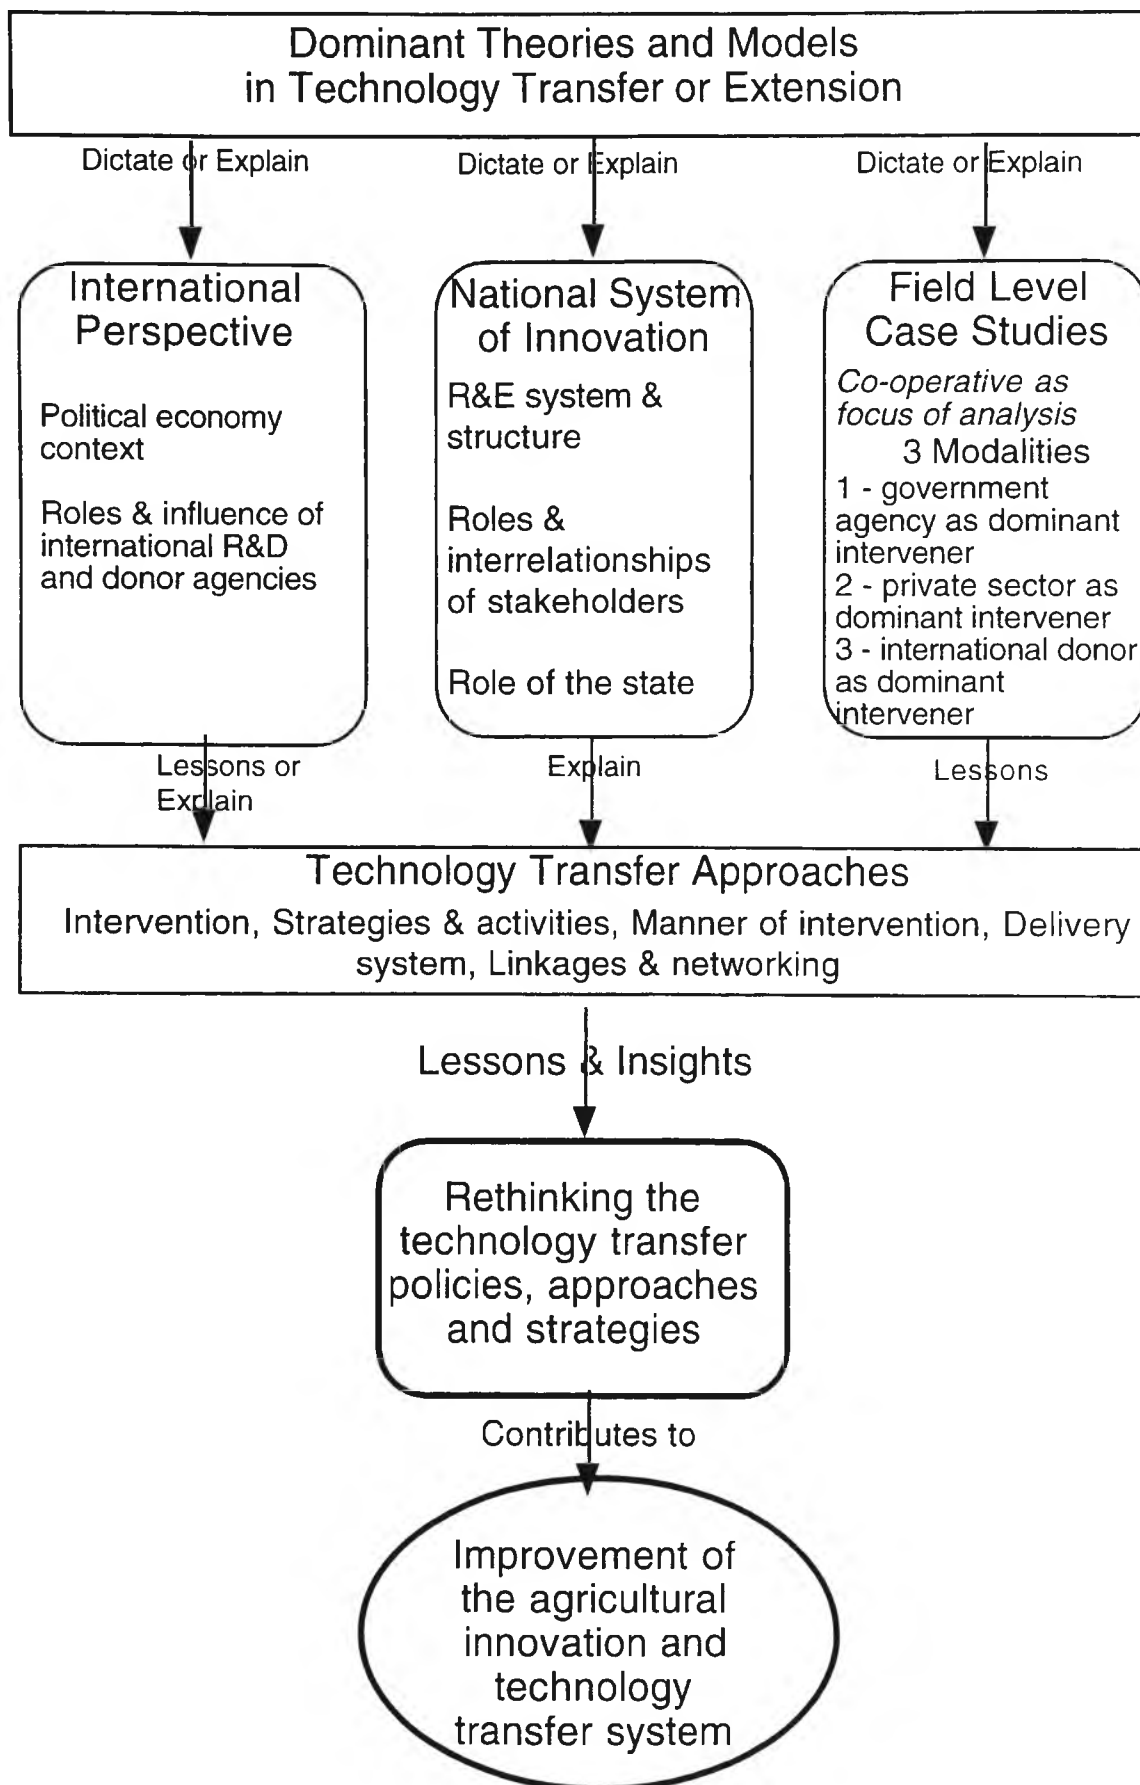 Dominant Theories and Models
in Technology Transfer or Extension
Dictate or Explain
Dictate or Explain
Dictate or Explain
International
Perspective
Political economy
context
Roles & influence of
international R&D
and donor agencies
National System
of Innovation
R&E system &
structure
Roles &
interrelationships
of stakeholders
Role of the state
Field Level
Case Studies
Co-operative as
focus of analysis
3 Modalities
1 - government
agency as dominant
intervener
2 - private sector as
dominant intervener
3 - international donor
as dominant
intervener
Lessons or
Explain
Explain
Lessons
Technology Transfer Approaches
Intervention, Strategies & activities, Manner of intervention, Delivery
system, Linkages & networking
Lessons & Insights
Rethinking the
technology transfer
policies, approaches
and strategies
Contributes to
Improvement of
the agricultural
innovation and
technology
transfer system